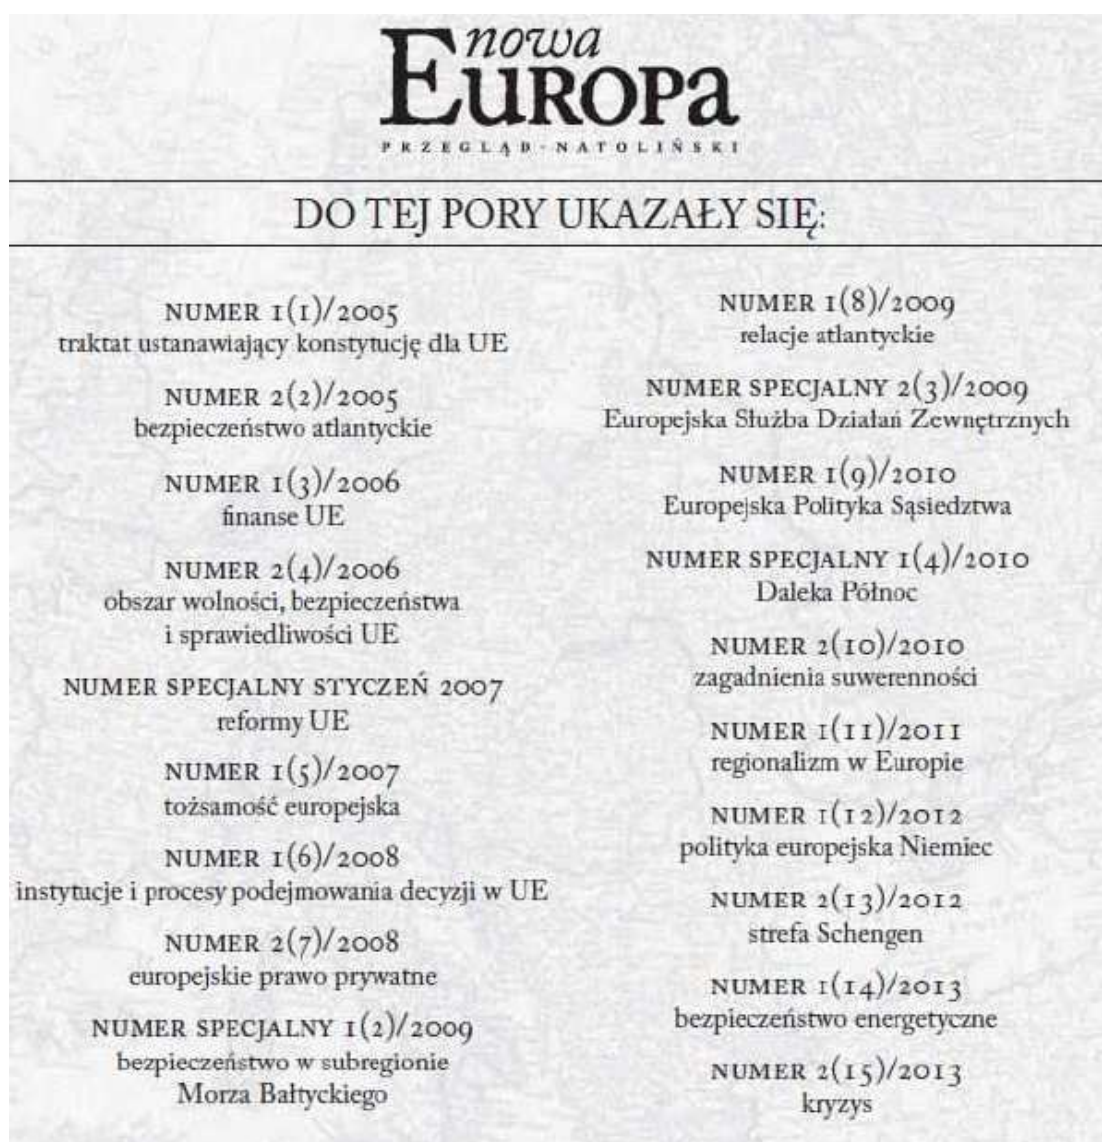 nowa
EUROPA
PRZEGLĄD-NATOLIŃSKI
DO TEJ PORY UKAZAŁY SIĘ:
NUMER 1(1)/2005
traktat ustanawiający konstytucję dla UE
NUMER 2(2)/2005
bezpieczeństwo atlantyckie
NUMER 1(3)/2006
finanse UE
NUMER 2(4)/2006
obszar wolności, bezpieczeństwa
i sprawiedliwości UE
NUMER SPECJALNY STYCZEŃ 2007
reformy UE
NUMER 1(5)/2007
tożsamość europejska
NUMER 1(6)/2008
instytucje i procesy podejmowania decyzji w UE
NUMER 2(7)/2008
europejskie prawo prywatne
NUMER SPECJALNY 1(2)/2009
bezpieczeństwo w subregionie
Morza Bałtyckiego
NUMER 1(8)/2009
relacje atlantyckie
NUMER SPECJALNY 2(3)/2009
Europejska Służba Działań Zewnętrznych
NUMER 1(9)/2010
Europejska Polityka Sąsiedztwa
NUMER SPECJALNY 1(4)/2010
Daleka Północ
NUMER 2(10)/2010
zagadnienia suwerenności
NUMER 1(11)/2011
regionalizm w Europie
NUMER 1(12)/2012
polityka europejska Niemiec
NUMER 2(13)/2012
strefa Schengen
NUMER 1(14)/2013
bezpieczeństwo energetyczne
NUMER 2(15)/2013
kryzys